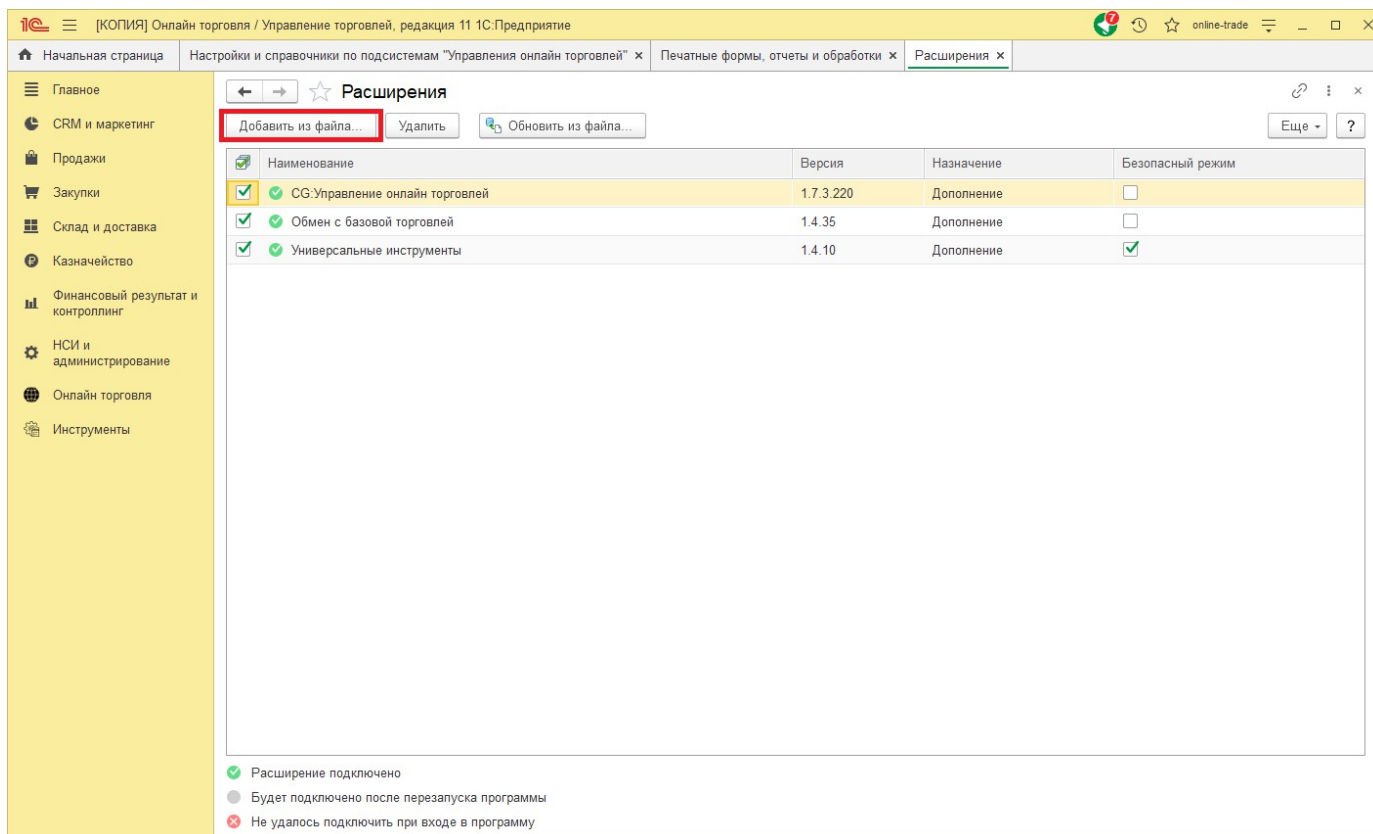 1С [КОПИЯ] Онлайн торговля / Управление торговлей, редакция 11 1С:Предприятие 7 online-trade
Начальная страница Настройки и справочники по подсистемам "Управления онлайн торговлей" × Печатные формы, отчеты и обработки × Расширения ×
Главное
CRM и маркетинг
Продажи
Закупки
Склад и доставка
Казначейство
Финансовый результат и
контроллинг
НСИ и
администрирование
Онлайн торговля
Инструменты
Расширения
Добавить из файла... Удалить Обновить из файла... Еще ?
Наименование Версия Назначение Безопасный режим
CG:Управление онлайн торговлей 1.7.3.220 Дополнение
Обмен с базовой торговлей 1.4.35 Дополнение
Универсальные инструменты 1.4.10 Дополнение
Расширение подключено
Будет подключено после перезапуска программы
Не удалось подключить при входе в программу